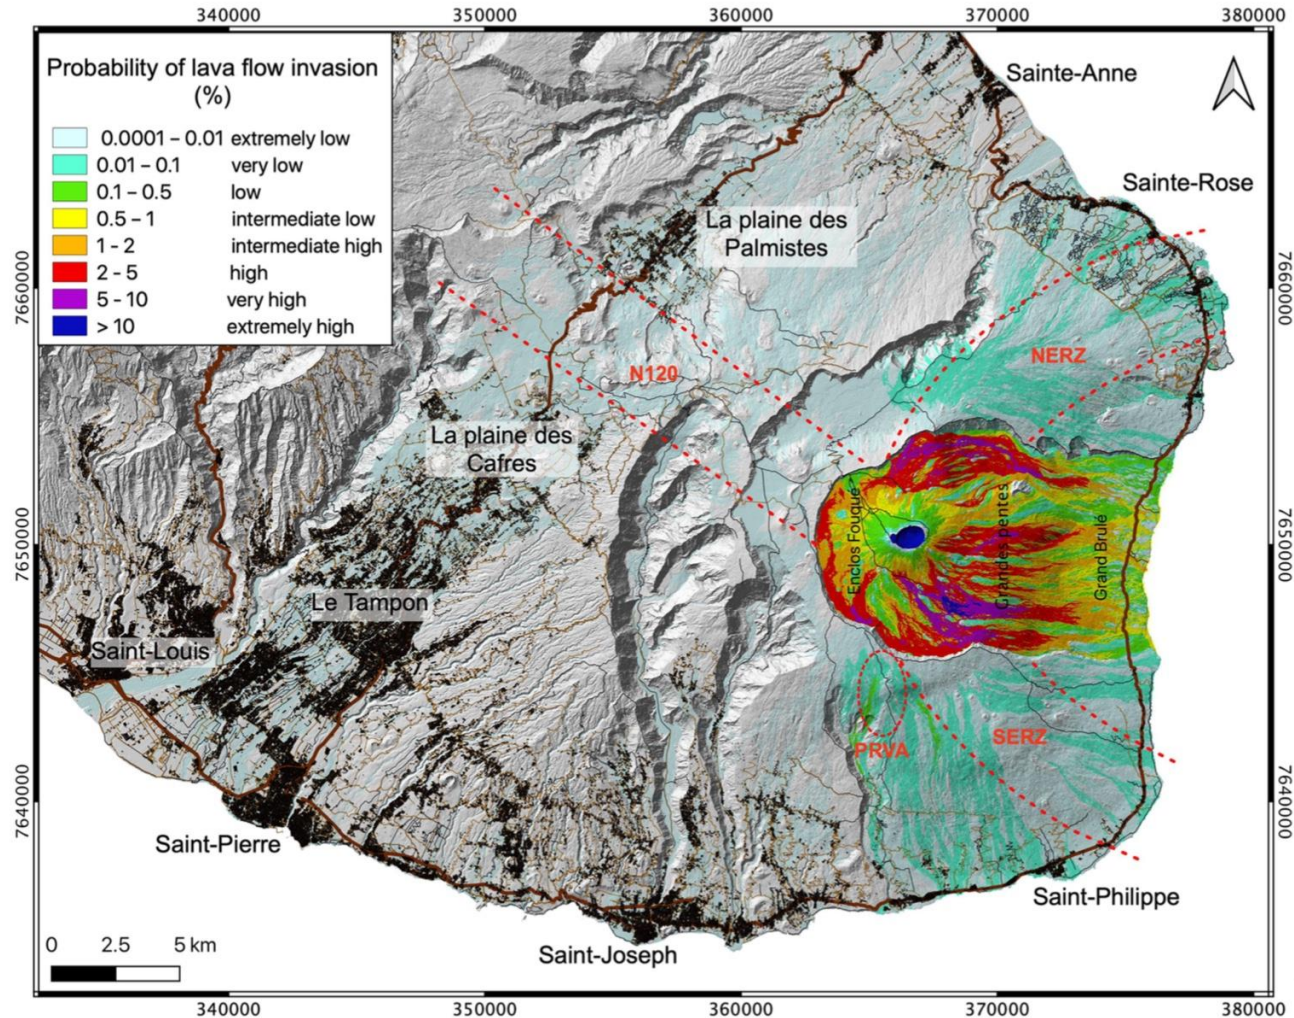 340000 350000 360000 370000 380000
Probability of lava flow invasion
(%)
0.0001 – 0.01 extremely low
0.01 – 0.1 very low
0.1 – 0.5 low
0.5 – 1 intermediate low
1 - 2 intermediate high
2 - 5 high
5 - 10 very high
> 10 extremely high
Sainte-Anne
Sainte-Rose
La plaine des
Palmistes
7660000
7660000
NERZ
N120
La plaine des
Cafres
Enclos Fouqué
Grandes pentes
Grand Brulé
7650000
7650000
Le Tampon
Saint-Louis
PRVA
SERZ
7640000
7640000
Saint-Pierre
Saint-Philippe
Saint-Joseph
0 2.5 5 km
340000 350000 360000 370000 380000